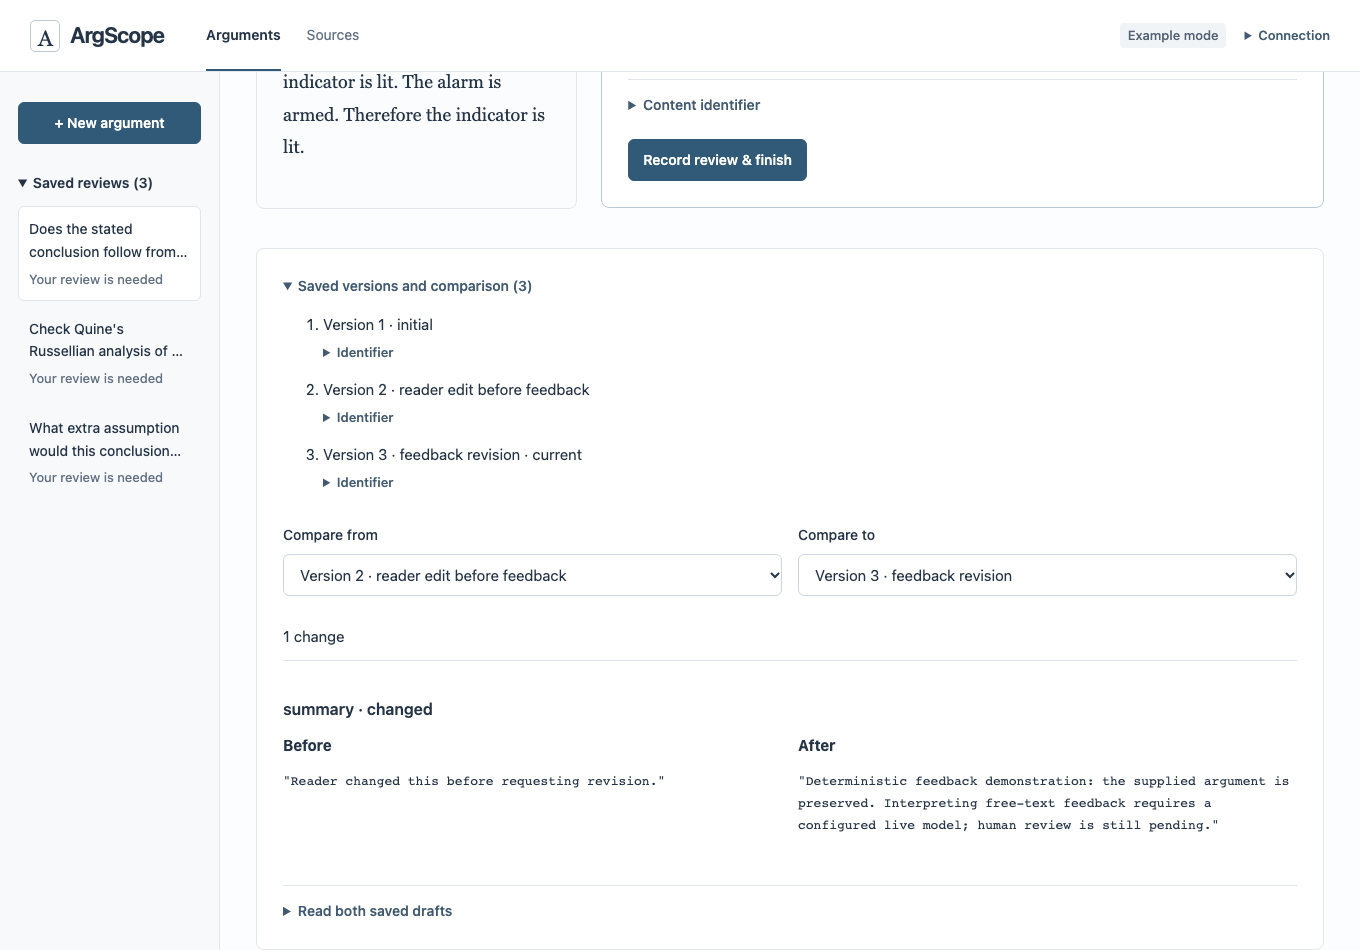 A ArgScope Arguments Sources Example mode Connection
+ New argument
Saved reviews (3)
Does the stated
conclusion follow from...
Your review is needed
Check Quine's
Russellian analysis of ...
Your review is needed
What extra assumption
would this conclusion...
Your review is needed
indicator is lit. The alarm is
armed. Therefore the indicator is
lit.
Content identifier
Record review & finish
Saved versions and comparison (3)
1. Version 1 · initial
Identifier
2. Version 2 · reader edit before feedback
Identifier
3. Version 3 · feedback revision · current
Identifier
Compare from
Version 2 · reader edit before feedback
Compare to
Version 3 · feedback revision
1 change
summary · changed
Before
"Reader changed this before requesting revision."
After
"Deterministic feedback demonstration: the supplied argument is
preserved. Interpreting free-text feedback requires a
configured live model; human review is still pending."
Read both saved drafts